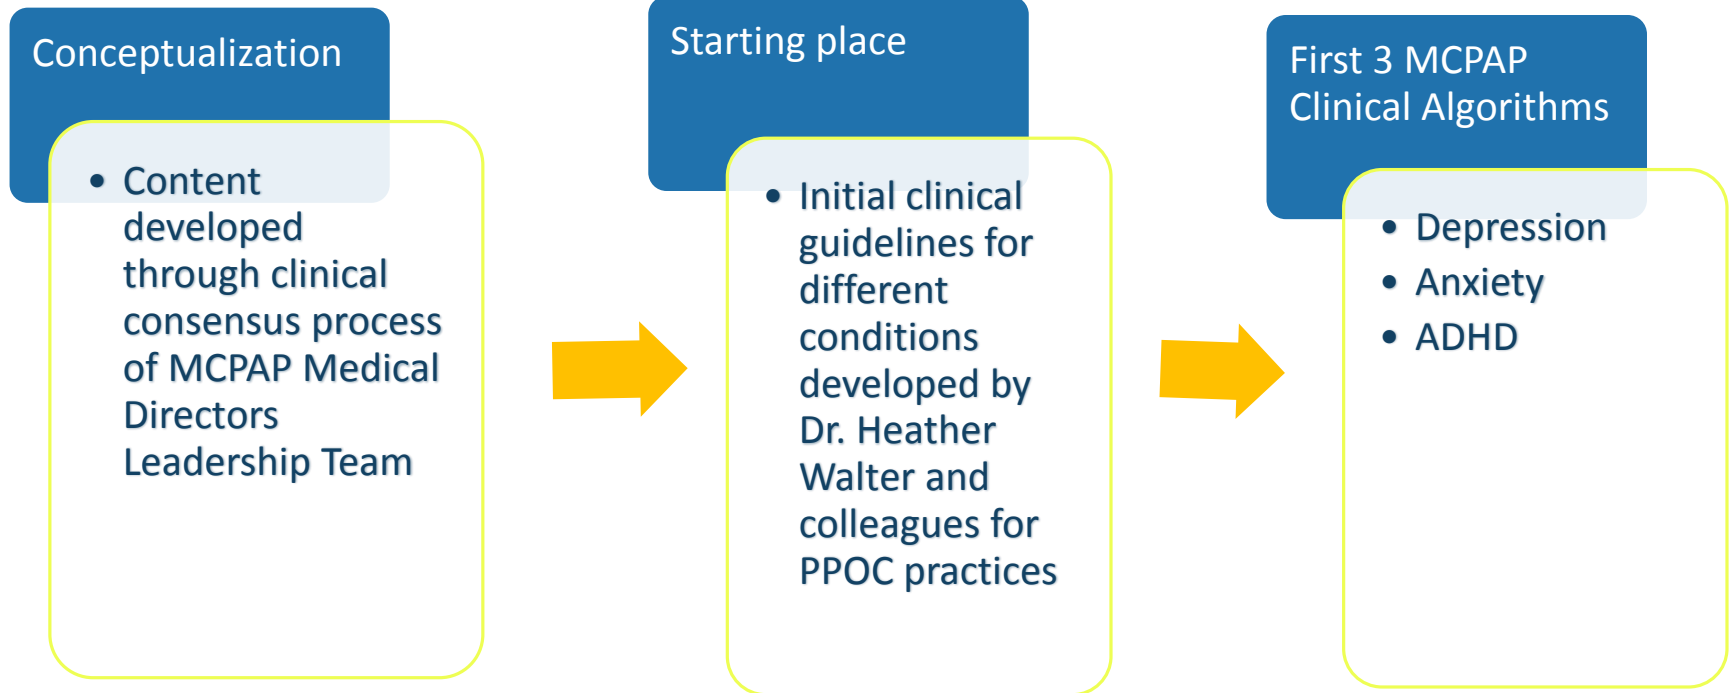 Conceptualization
• Content
developed
through clinical
consensus process
of MCPAP Medical
Directors
Leadership Team
Starting place
• Initial clinical
guidelines for
different
conditions
developed by
Dr. Heather
Walter and
colleagues for
PPOC practices
First 3 MCPAP
Clinical Algorithms
• Depression
• Anxiety
• ADHD